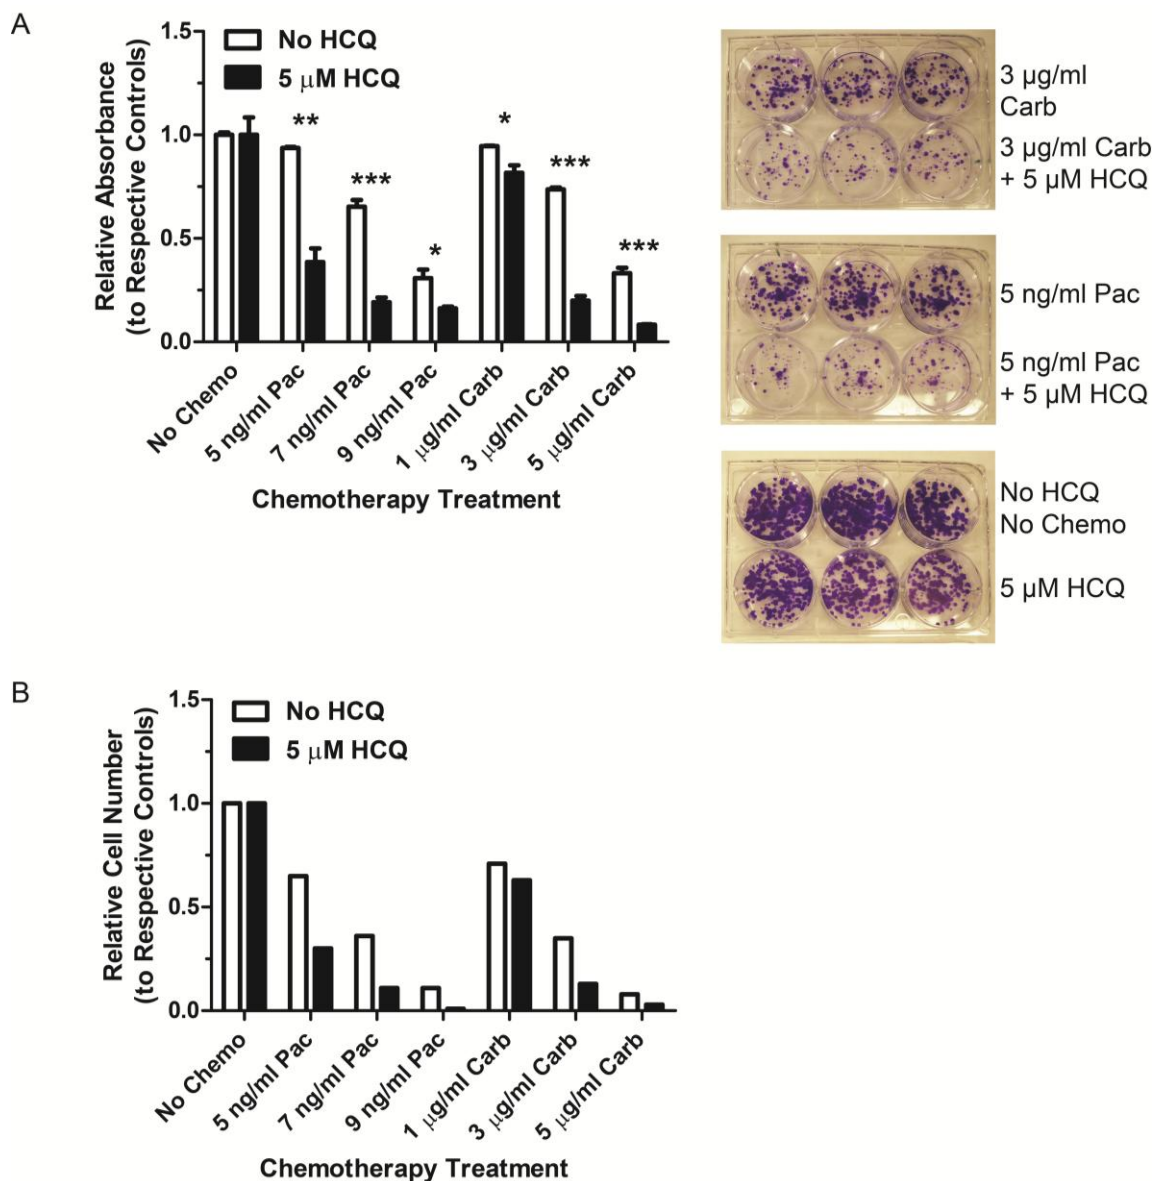 A
Relative Absorbance
(to Respective Controls)
1.5
1.0
0.5
0.0
No HCQ
5 μM HCQ
**
***
*
*
***
***
No Chemo
5 ng/ml Pac
7 ng/ml Pac
9 ng/ml Pac
1 μg/ml Carb
3 μg/ml Carb
5 μg/ml Carb
Chemotherapy Treatment
3 μg/ml
Carb
3 μg/ml Carb
+ 5 μM HCQ
5 ng/ml Pac
5 ng/ml Pac
+ 5 μM HCQ
No HCQ
No Chemo
5 μM HCQ
B
Relative Cell Number
(to Respective Controls)
1.5
1.0
0.5
0.0
No HCQ
5 μM HCQ
No Chemo
5 ng/ml Pac
7 ng/ml Pac
9 ng/ml Pac
1 μg/ml Carb
3 μg/ml Carb
5 μg/ml Carb
Chemotherapy Treatment